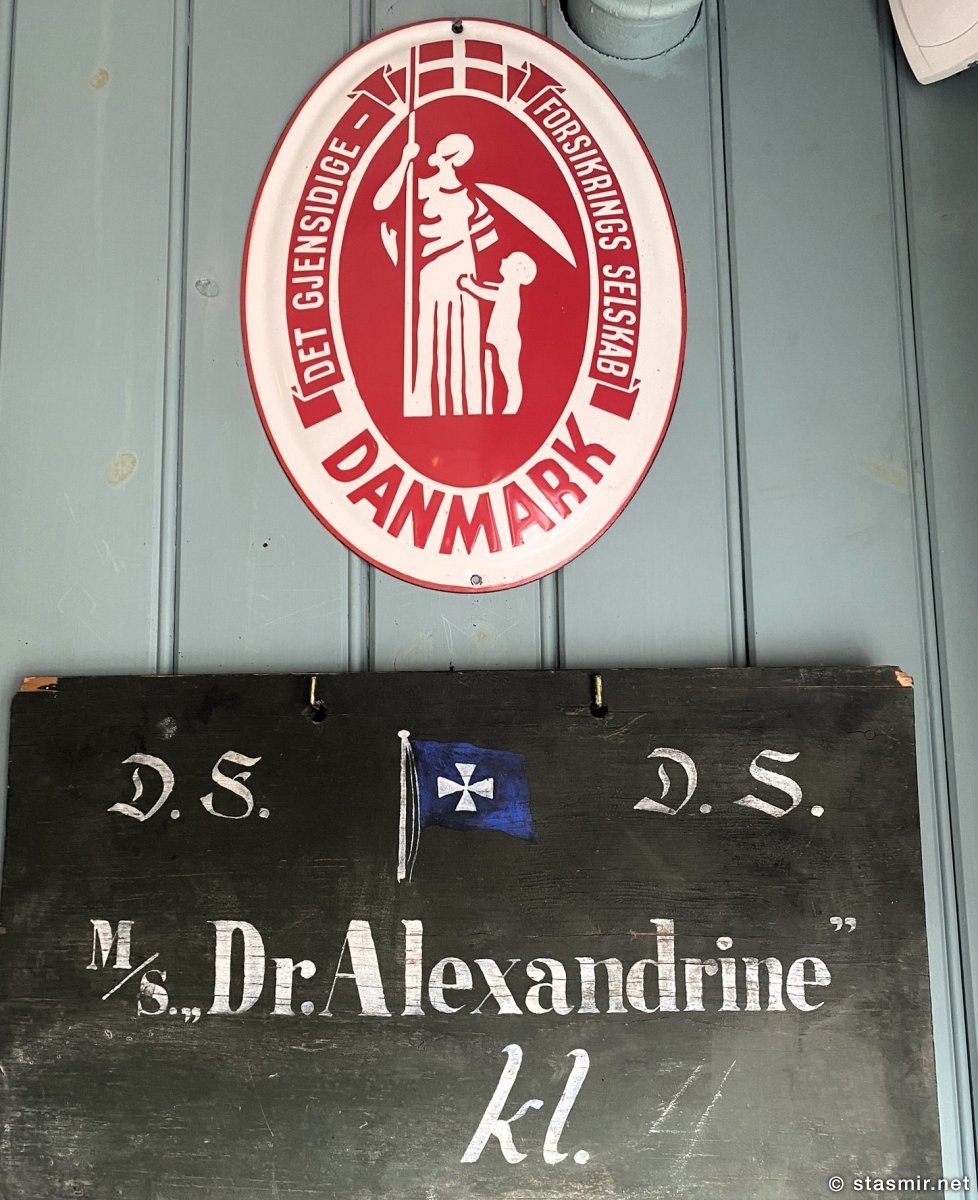 DET GJENSIDIGE - FORSIKRINGS SELSKAB
DANMARK
D. S. D. S.
M/s. „Dr. Alexandrine”
kl.
© stasmir.net